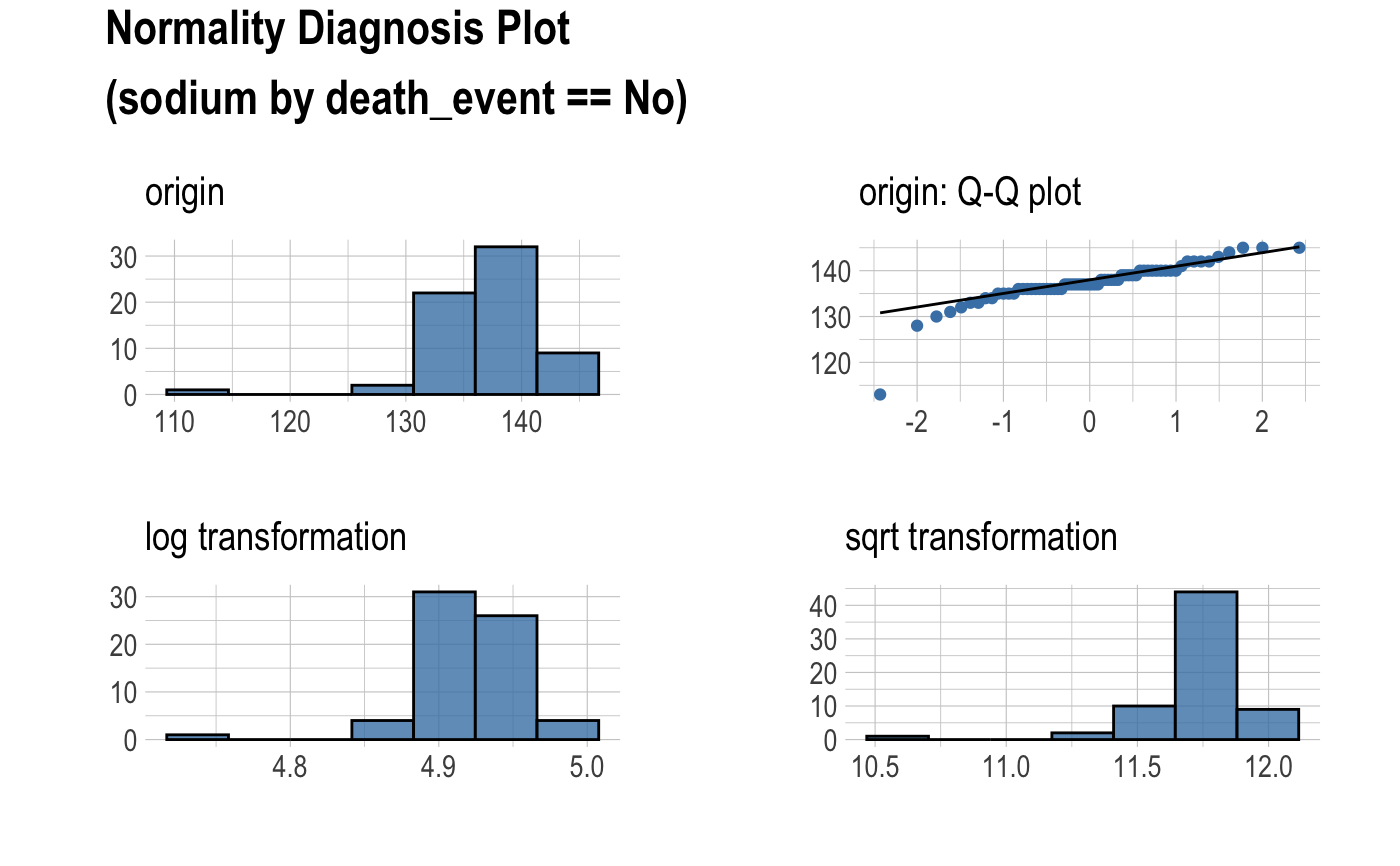 Normality Diagnosis Plot
(sodium by death_event == No)
origin
30
20
10
0
110 120 130 140
origin: Q-Q plot
140
130
120
-2 -1 0 1 2
log transformation
30
20
10
0
4.8 4.9 5.0
sqrt transformation
40
30
20
10
0
10.5 11.0 11.5 12.0